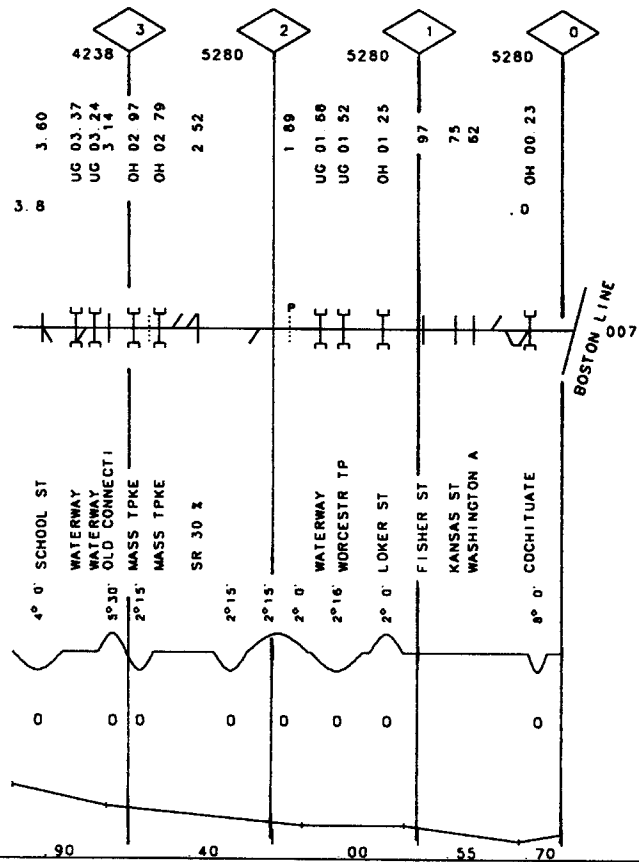 3
2
1
0
4238
5280
5280
5280
3.60
UG 03.37
UG 03.24
3 14
OH 02 97
OH 02 79
2 52
1 89
UG 01.68
UG 01 52
OH 01 25
97
75
62
OH 00.23
3.8
.0
P
BOSTON LINE
007
SCHOOL ST
WATERWAY
WATERWAY
OLD CONNECTI
MASS TPKE
MASS TPKE
SR 30 %
WATERWAY
WORCESTR TP
LOKER ST
FISHER ST
KANSAS ST
WASHINGTON A
COCHITUATE
4° 0'
5°30'
2°15'
2°15'
2°15'
2° 0'
2°16'
2° 0'
8° 0'
0
0
0
0
0
0
0
0
90
40
00
55
70